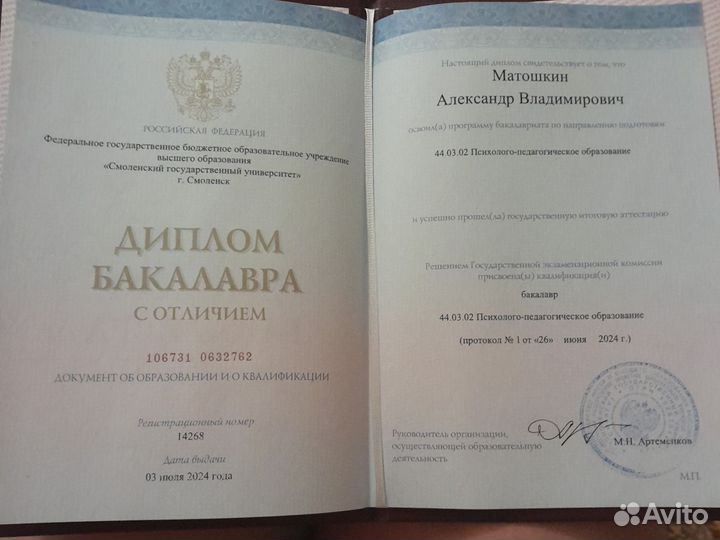 РОССИЙСКАЯ ФЕДЕРАЦИЯ
Федеральное государственное бюджетное образовательное учреждение
высшего образования
«Смоленский государственный университет»
г. Смоленск
ДИПЛОМ
БАКАЛАВРА
С ОТЛИЧИЕМ
106731 0632762
ДОКУМЕНТ ОБ ОБРАЗОВАНИИ И О КВАЛИФИКАЦИИ
Регистрационный номер
14268
Дата выдачи
03 июля 2024 года
Настоящий диплом свидетельствует о том, что
Матошкин
Александр Владимирович
освоил(а) программу бакалавриата по направлению подготовки
44.03.02 Психолого-педагогическое образование
и успешно прошел(ла) государственную итоговую аттестацию
Решением Государственной экзаменационной комиссии
присвоена(ы) квалификация(и)
бакалавр
44.03.02 Психолого-педагогическое образование
(протокол № 1 от «26» июня 2024 г.)
Руководитель организации,
осуществляющей образовательную
деятельность
М.Н. Артеменков
М.П.
Avito